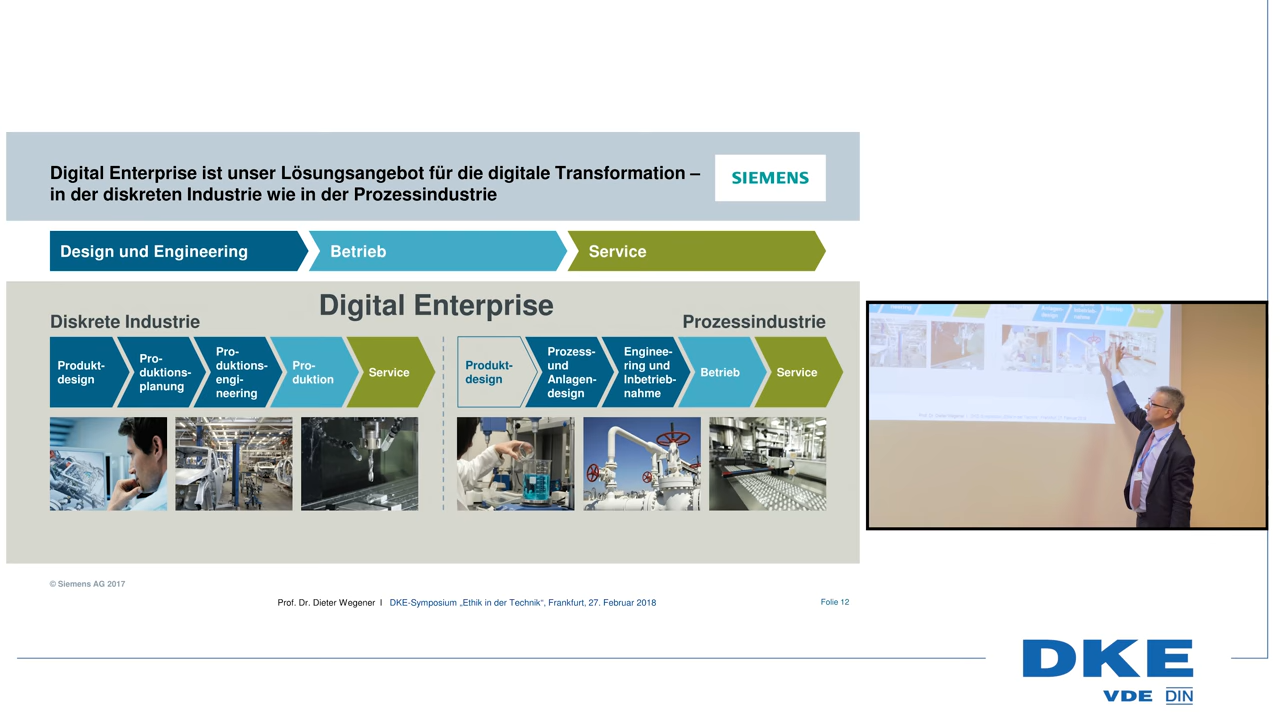 Digital Enterprise ist unser Lösungsangebot für die digitale Transformation –
in der diskreten Industrie wie in der Prozessindustrie
SIEMENS
Design und Engineering
Betrieb
Service
Digital Enterprise
Diskrete Industrie
Prozessindustrie
Produkt-
design
Pro-
duktions-
planung
Pro-
duktions-
engi-
neering
Pro-
duktion
Service
Produkt-
design
Prozess-
und
Anlagen-
design
Enginee-
ring und
Inbetrieb-
nahme
Betrieb
Service
© Siemens AG 2017
Prof. Dr. Dieter Wegener I DKE-Symposium „Ethik in der Technik“, Frankfurt, 27. Februar 2018
Folie 12
DKE
VDE DIN